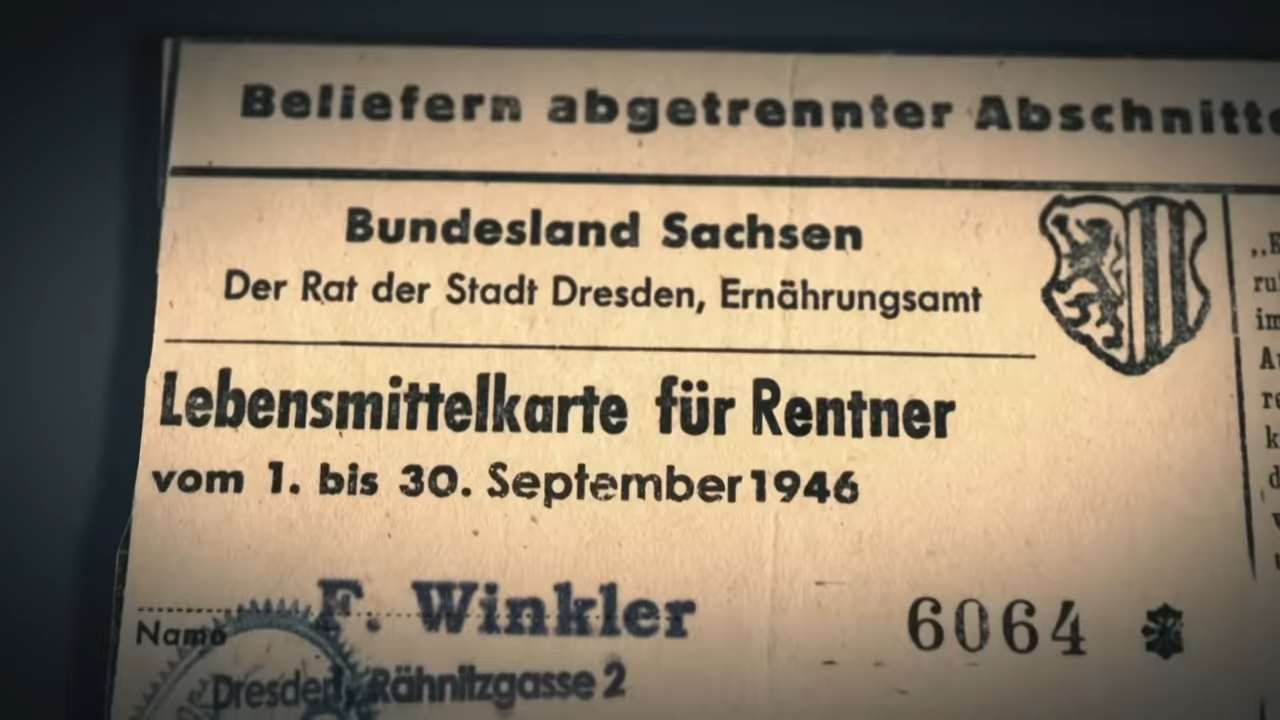 Beliefern abgetrennter Abschnitte
Bundesland Sachsen
Der Rat der Stadt Dresden, Ernährungsamt
Lebensmittelkarte für Rentner
vom 1. bis 30. September 1946
F. Winkler
6064
Name
Dresden, Rähnitzgasse 2